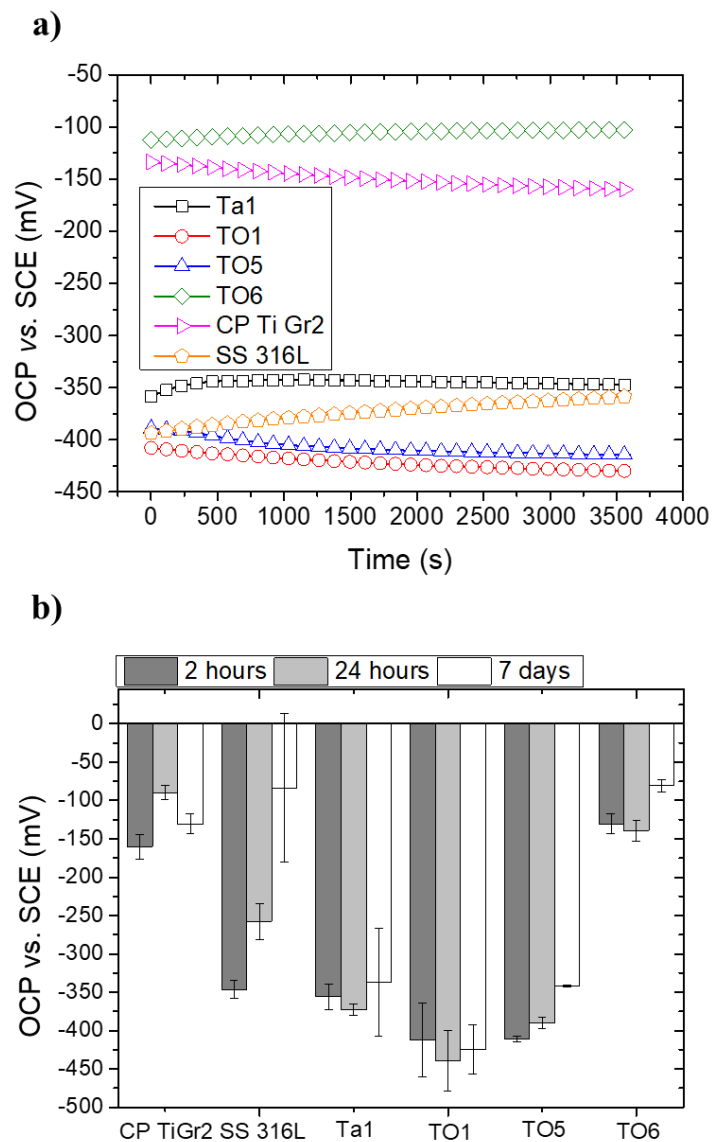 a)
-50
-100
-150
-200
-250
-300
-350
-400
-450
OCP vs. SCE (mV)
Ta1
TO1
TO5
TO6
CP Ti Gr2
SS 316L
0 500 1000 1500 2000 2500 3000 3500 4000
Time (s)
b)
2 hours 24 hours 7 days
0
-50
-100
-150
-200
-250
-300
-350
-400
-450
-500
OCP vs. SCE (mV)
CP TiGr2 SS 316L Ta1 TO1 TO5 TO6